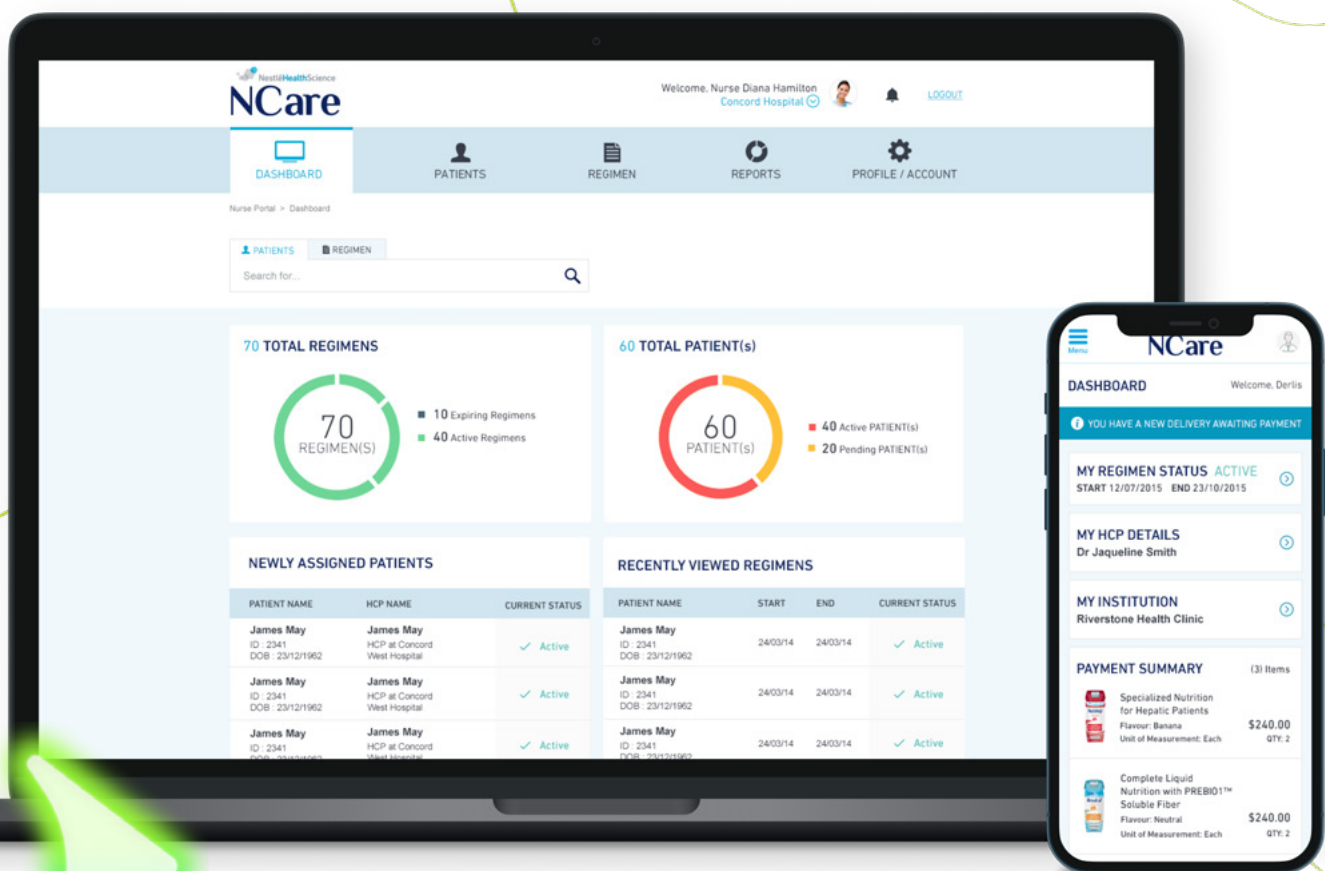 NestléHealthScience
NCare
Welcome, Nurse Diana Hamilton
Concord Hospital
LOGOUT
DASHBOARD
PATIENTS
REGIMEN
REPORTS
PROFILE / ACCOUNT
Nurse Portal > Dashboard
PATIENTS
REGIMEN
Search for...
70 TOTAL REGIMENS
70
REGIMEN(S)
10 Expiring Regimens
40 Active Regimens
60 TOTAL PATIENT(s)
60
PATIENT(s)
40 Active PATIENT(s)
20 Pending PATIENT(s)
NEWLY ASSIGNED PATIENTS
PATIENT NAME HCP NAME CURRENT STATUS
James May James May
ID : 2341 HCP at Concord Active
DOB : 23/12/1962 West Hospital
James May James May
ID : 2341 HCP at Concord Active
DOB : 23/12/1962 West Hospital
James May James May
ID : 2341 HCP at Concord Active
DOB : 23/12/1962 West Hospital
RECENTLY VIEWED REGIMENS
PATIENT NAME START END CURRENT STATUS
James May
ID : 2341 24/03/14 24/03/14 Active
DOB : 23/12/1962
James May
ID : 2341 24/03/14 24/03/14 Active
DOB : 23/12/1962
James May
ID : 2341 24/03/14 24/03/14 Active
DOB : 23/12/1962
Menu
NCare
DASHBOARD
Welcome, Derlis
YOU HAVE A NEW DELIVERY AWAITING PAYMENT
MY REGIMEN STATUS ACTIVE
START 12/07/2015 END 23/10/2015
MY HCP DETAILS
Dr Jaqueline Smith
MY INSTITUTION
Riverstone Health Clinic
PAYMENT SUMMARY (3) Items
Specialized Nutrition
for Hepatic Patients
Flavour: Banana $240.00
Unit of Measurement: Each QTY: 2
Complete Liquid
Nutrition with PREBIO1™
Soluble Fiber
Flavour: Neutral $240.00
Unit of Measurement: Each QTY: 2